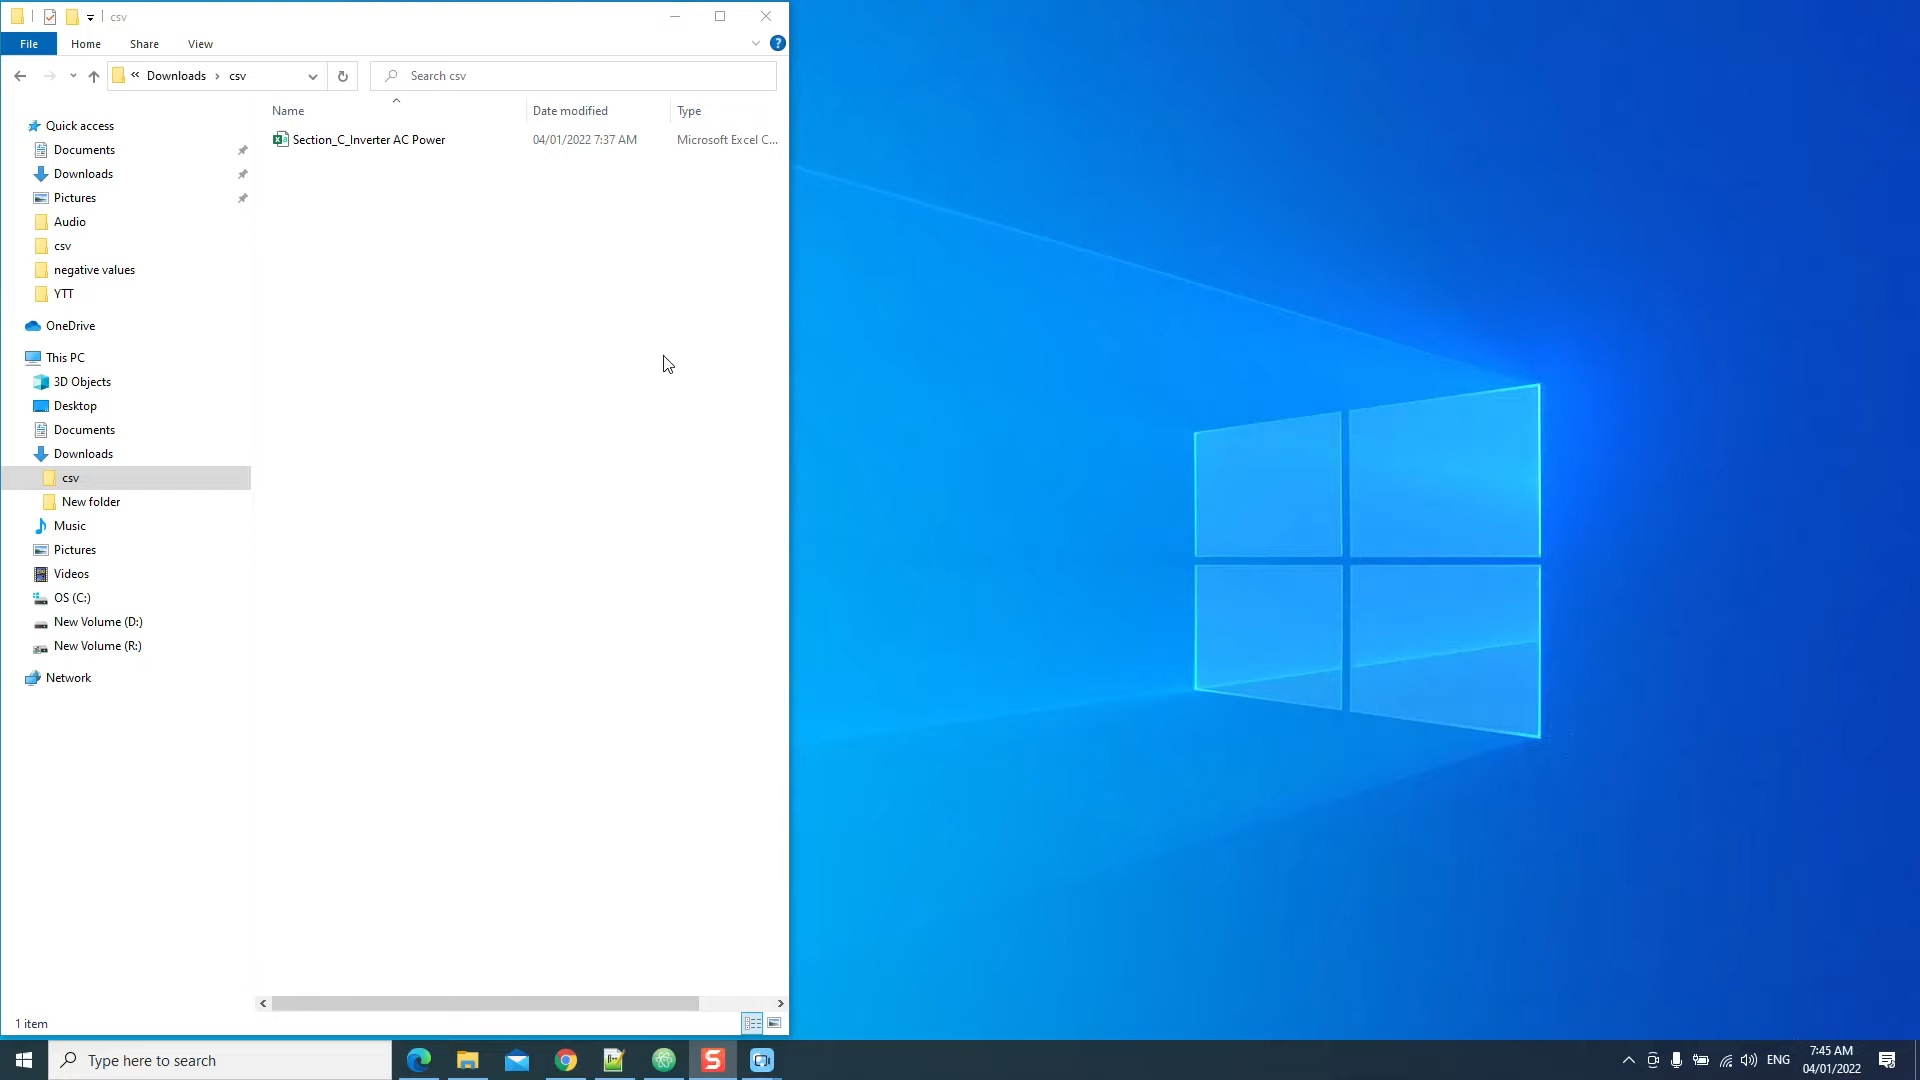 csv
File Home Share View
« Downloads › csv
Search csv
Name Date modified Type
Section_C_Inverter AC Power 04/01/2022 7:37 AM Microsoft Excel C...
Quick access
Documents
Downloads
Pictures
Audio
csv
negative values
YTT
OneDrive
This PC
3D Objects
Desktop
Documents
Downloads
csv
New folder
Music
Pictures
Videos
OS (C:)
New Volume (D:)
New Volume (R:)
Network
1 item
Type here to search
ENG
7:45 AM
04/01/2022